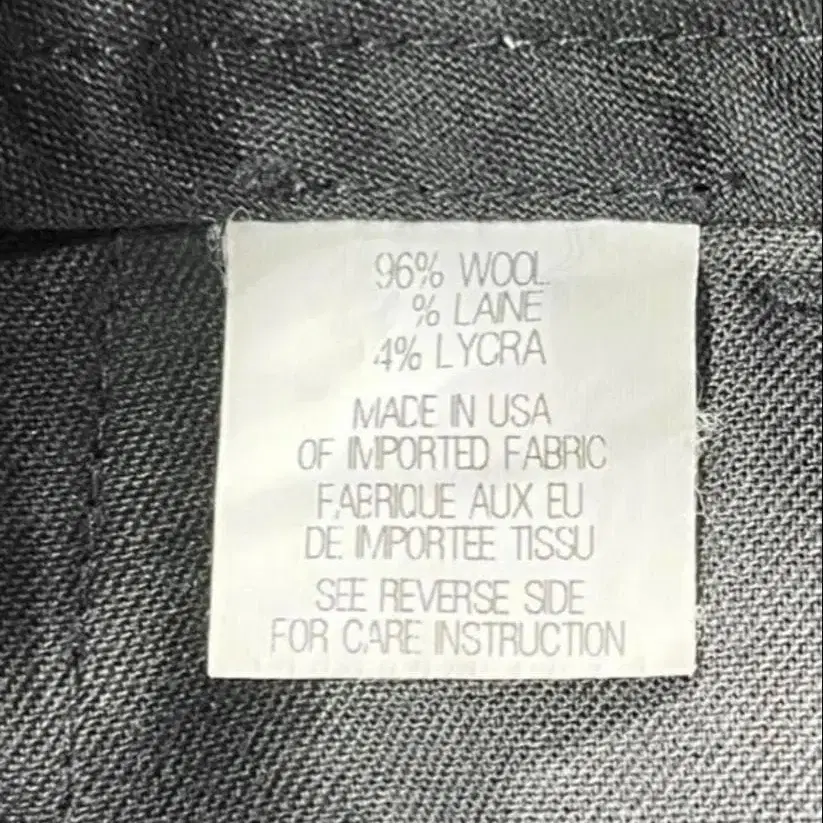 96% WOOL
% LAINE
4% LYCRA
MADE IN USA
OF IMPORTED FABRIC
FABRIQUE AUX EU
DE IMPORTEE TISSU
SEE REVERSE SIDE
FOR CARE INSTRUCTION